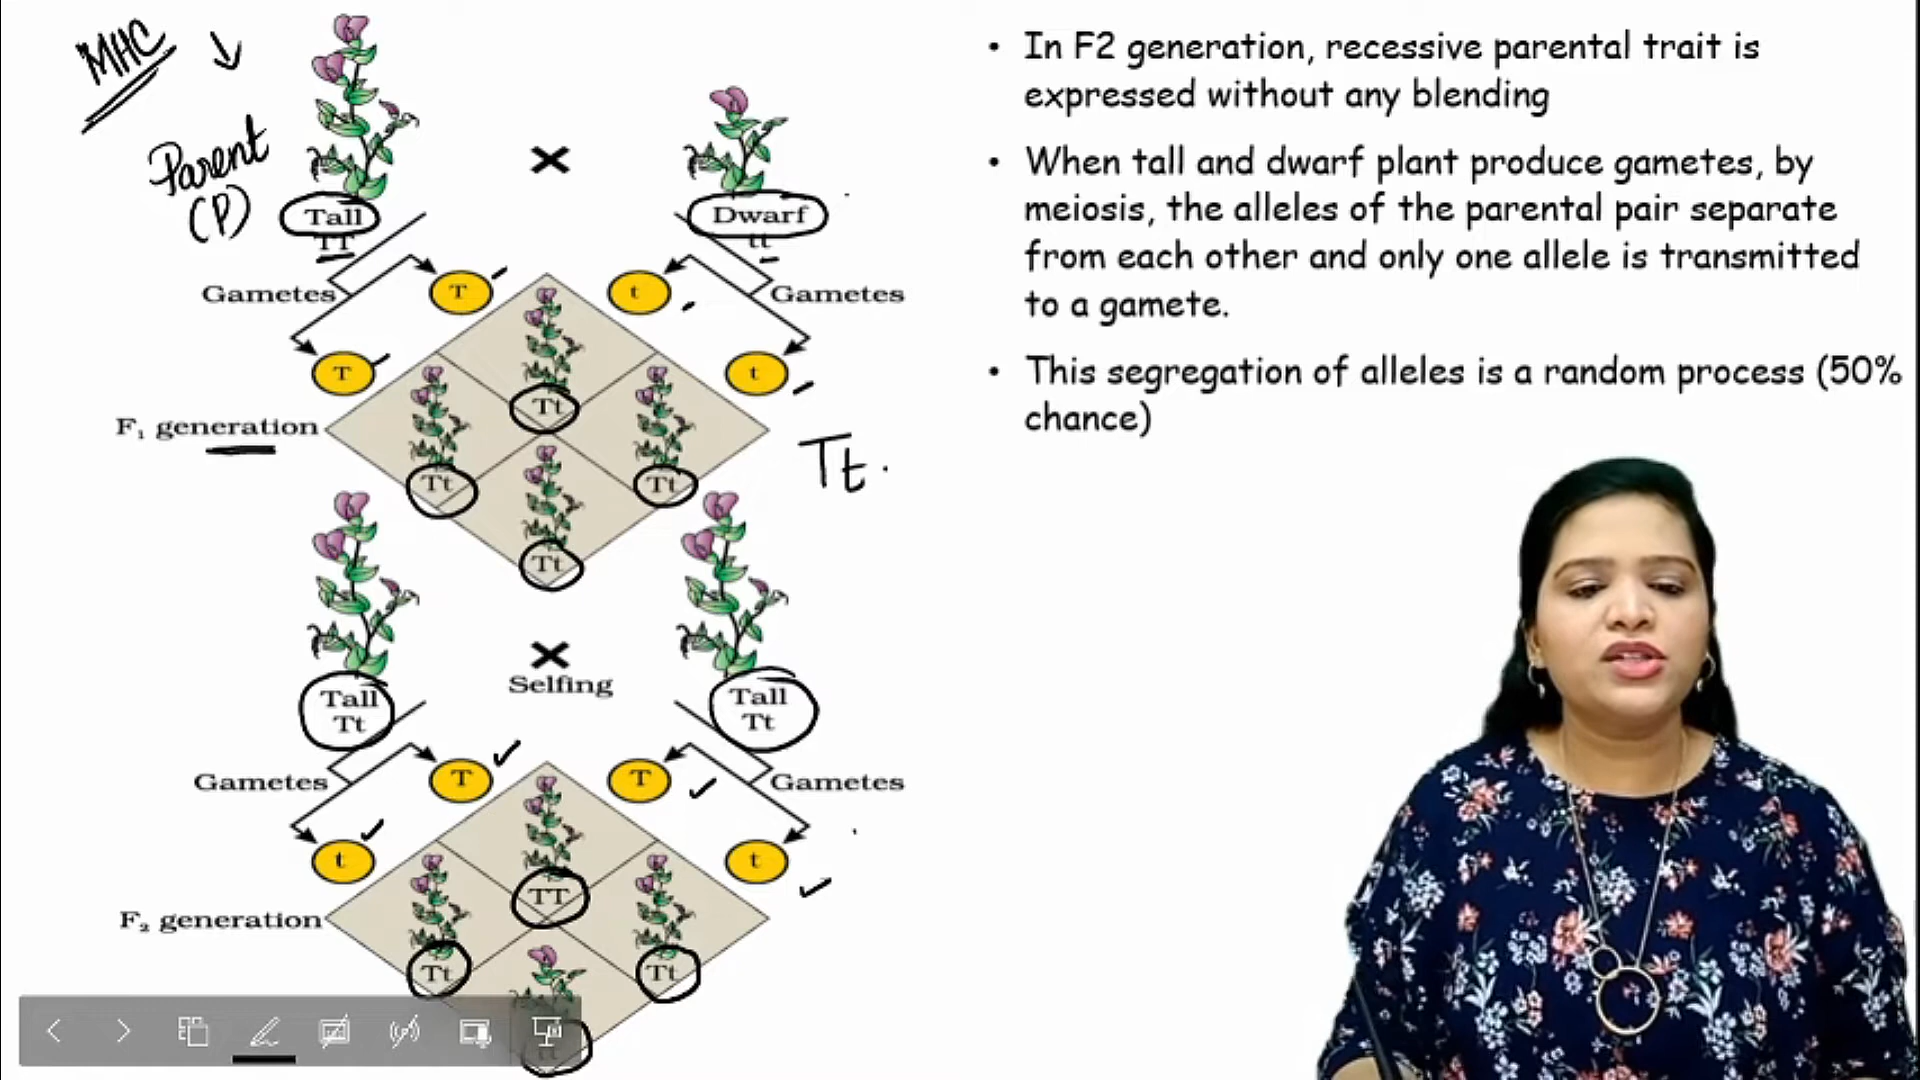 MHC
Parent
(P)
Tall
TT
Dwarf
tt
Gametes
T
t
Gametes
T
t
Tt
F₁ generation
Tt
Tt
Tt
Tt
Selfing
Tall
Tt
Tall
Tt
Gametes
T
T
Gametes
t
t
TT
F₂ generation
Tt
Tt
• In F2 generation, recessive parental trait is
expressed without any blending
• When tall and dwarf plant produce gametes, by
meiosis, the alleles of the parental pair separate
from each other and only one allele is transmitted
to a gamete.
• This segregation of alleles is a random process (50%
chance)